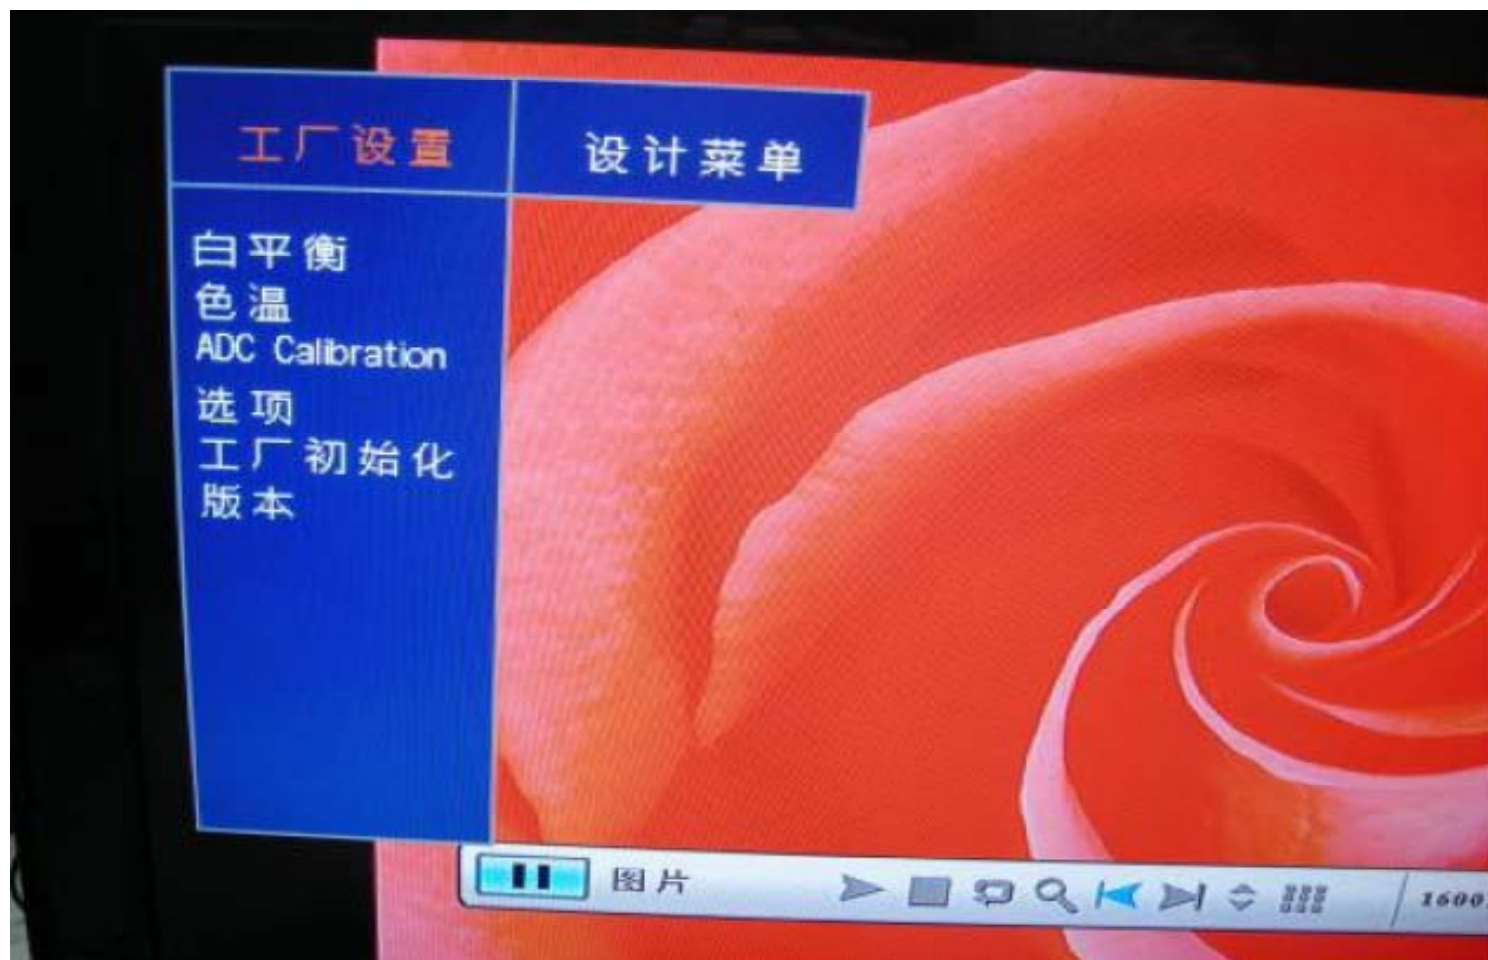 工厂设置 设计菜单
白平衡
色温
ADC Calibration
选项
工厂初始化
版本
图片
1600